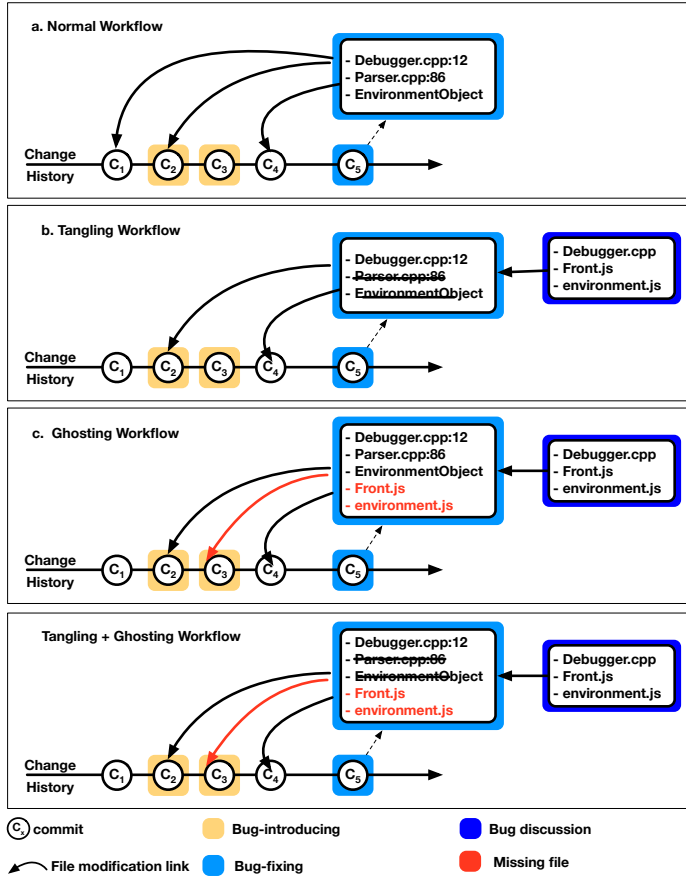 a. Normal Workflow
- Debugger.cpp:12
- Parser.cpp:86
- EnvironmentObject
Change
History
C1
C2
C3
C4
C5
b. Tangling Workflow
- Debugger.cpp:12
- Parser.cpp:86
- EnvironmentObject
- Debugger.cpp
- Front.js
- environment.js
Change
History
C1
C2
C3
C4
C5
c. Ghosting Workflow
- Debugger.cpp:12
- Parser.cpp:86
- EnvironmentObject
- Front.js
- environment.js
- Debugger.cpp
- Front.js
- environment.js
Change
History
C1
C2
C3
C4
C5
Tangling + Ghosting Workflow
- Debugger.cpp:12
- Parser.cpp:86
- EnvironmentObject
- Front.js
- environment.js
- Debugger.cpp
- Front.js
- environment.js
Change
History
C1
C2
C3
C4
C5
Cx commit
Bug-introducing
Bug discussion
File modification link
Bug-fixing
Missing file